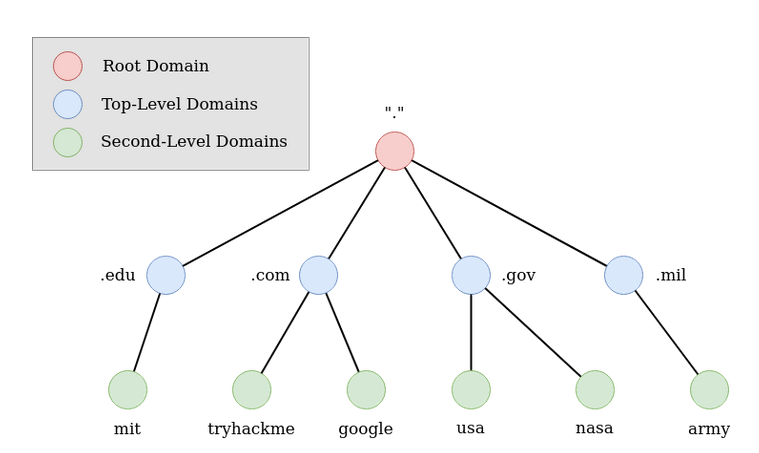 Root Domain
Top-Level Domains
Second-Level Domains
"."
.edu
.com
.gov
.mil
mit
tryhackme
google
usa
nasa
army